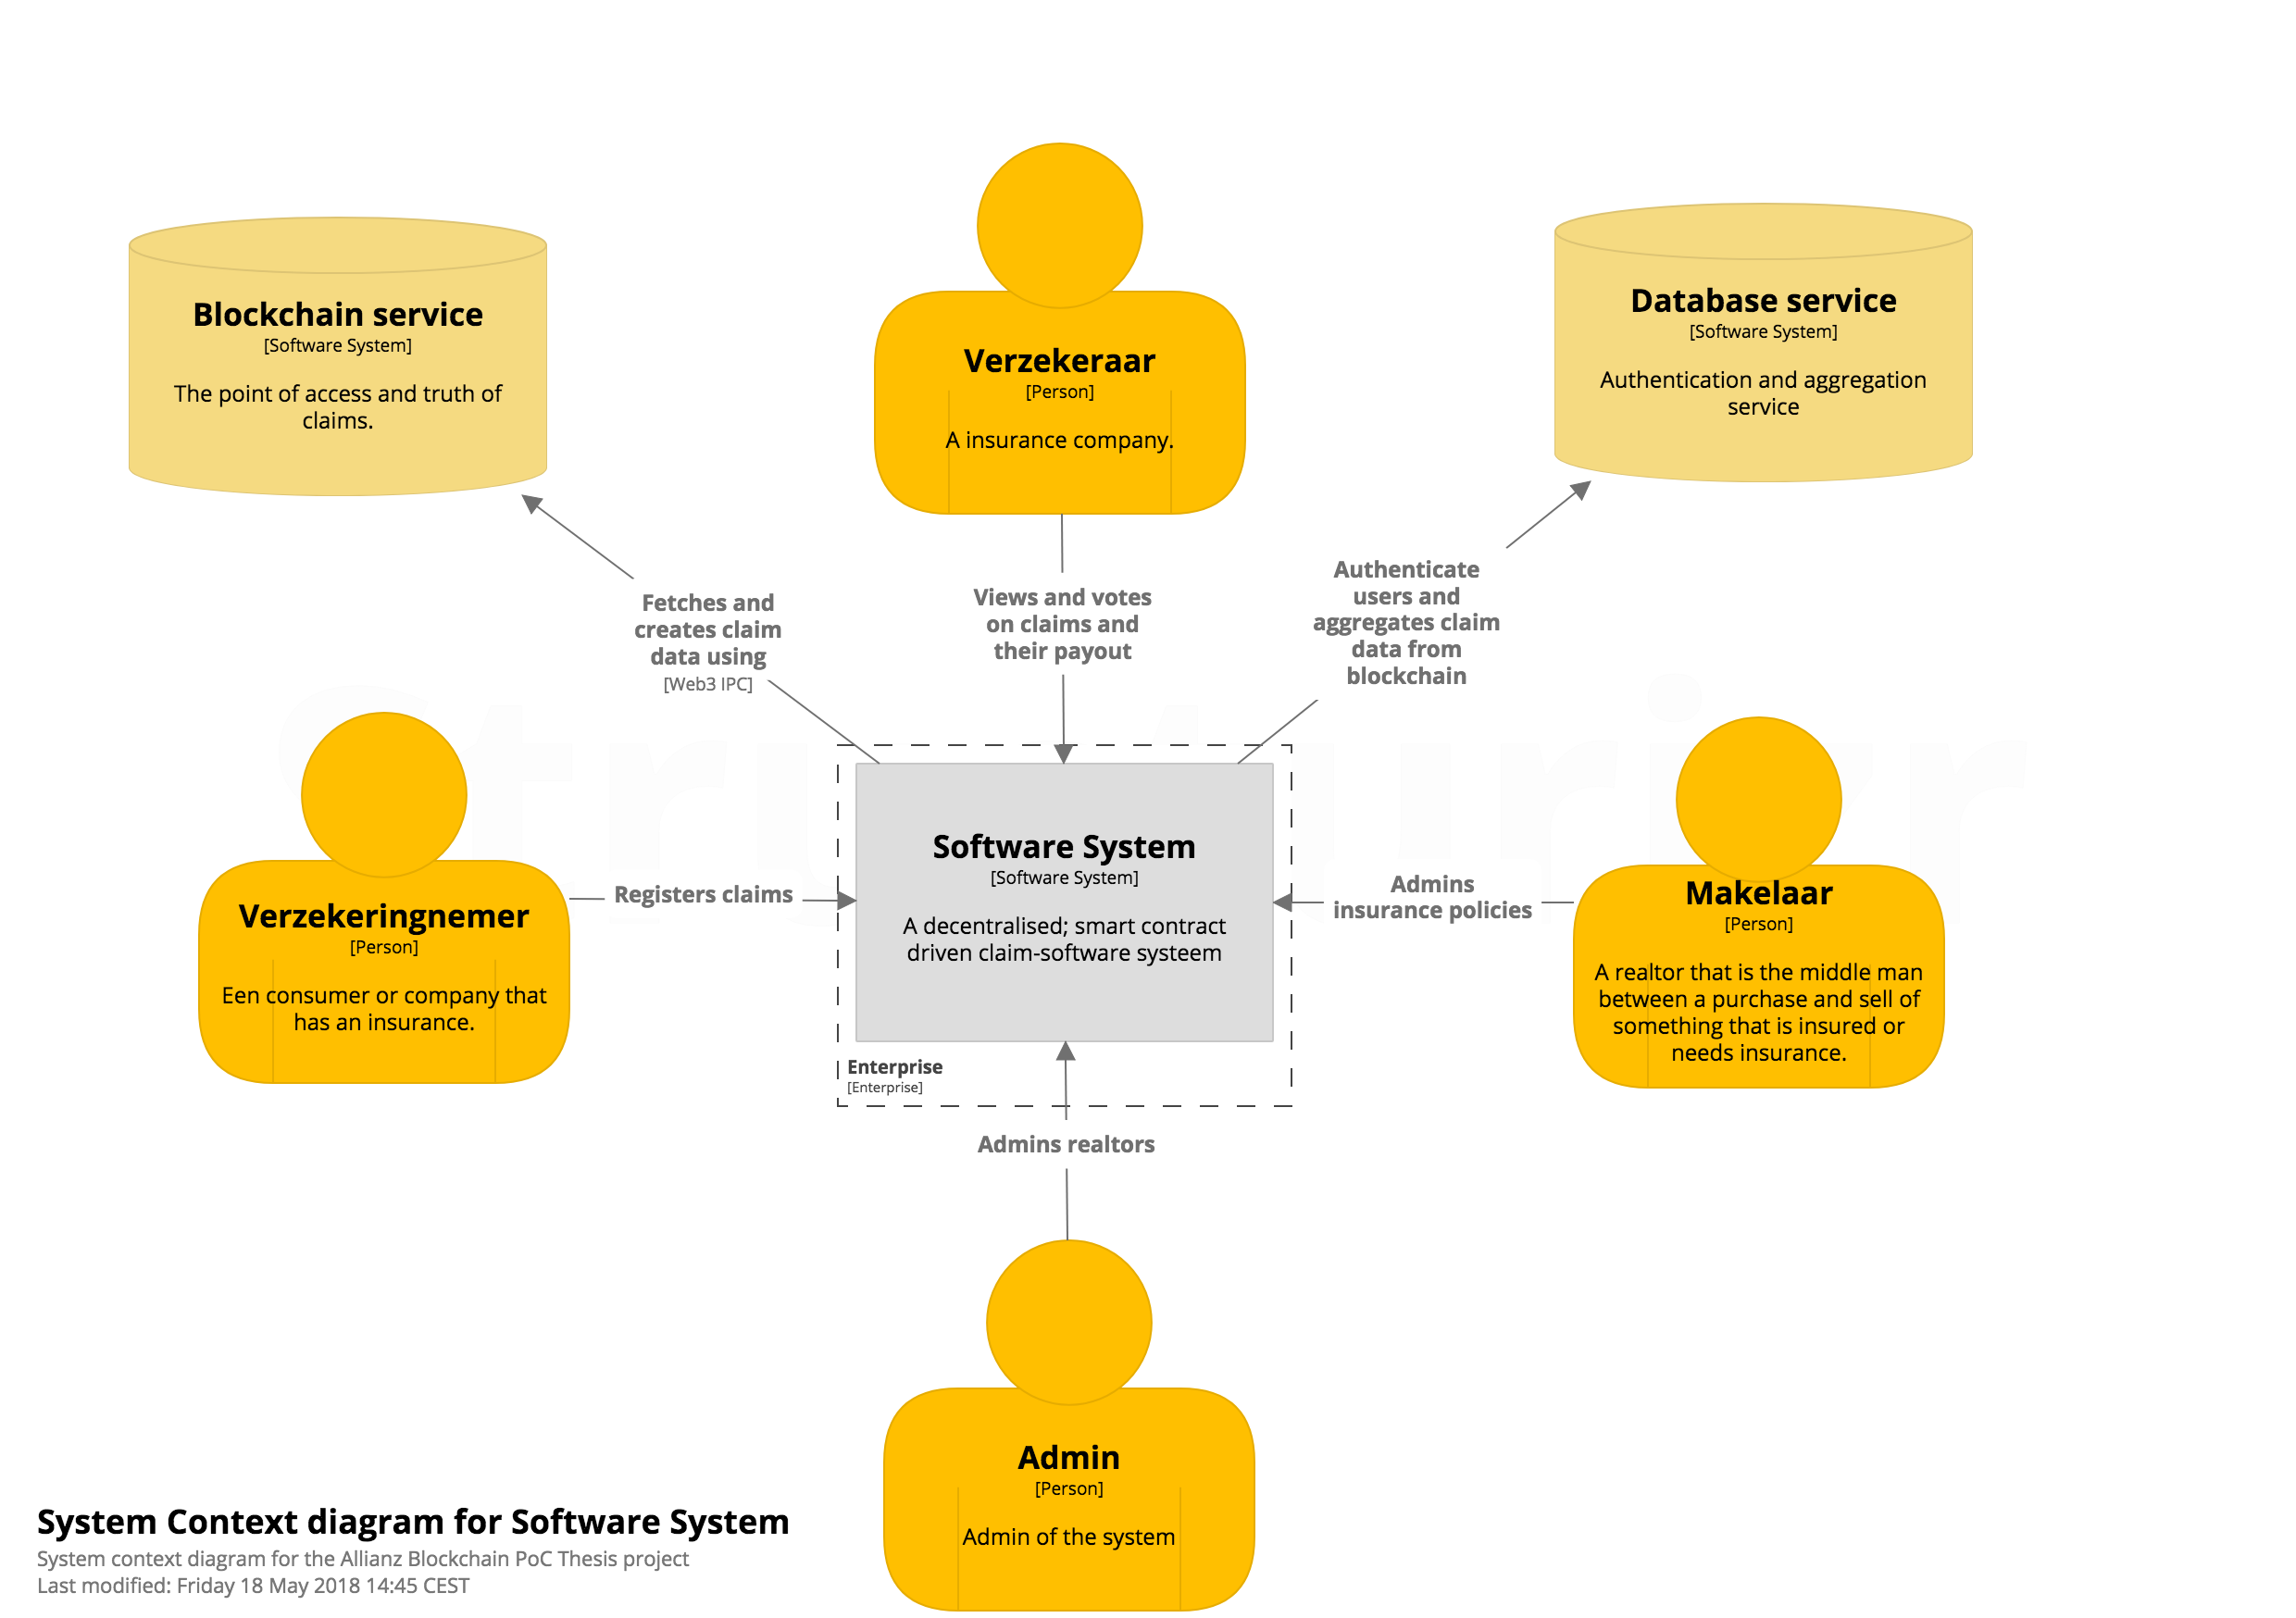 Blockchain service
[Software System]
The point of access and truth of
claims.
Verzekeraar
[Person]
A insurance company.
Database service
[Software System]
Authentication and aggregation
service
Fetches and
creates claim
data using
[Web3 IPC]
Views and votes
on claims and
their payout
Authenticate
users and
aggregates claim
data from
blockchain
Structurizr
Verzekeringnemer
[Person]
Een consumer or company that
has an insurance.
Registers claims
Software System
[Software System]
A decentralised; smart contract
driven claim-software systeem
Enterprise
[Enterprise]
Admins
insurance policies
Makelaar
[Person]
A realtor that is the middle man
between a purchase and sell of
something that is insured or
needs insurance.
Admins realtors
Admin
[Person]
Admin of the system
System Context diagram for Software System
System context diagram for the Allianz Blockchain PoC Thesis project
Last modified: Friday 18 May 2018 14:45 CEST